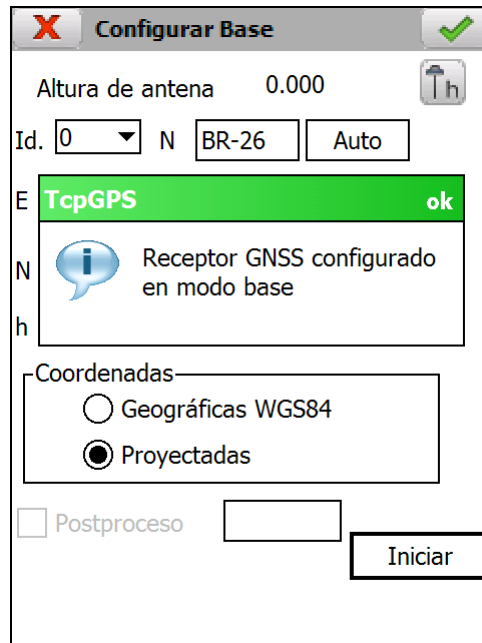 Configurar Base
Altura de antena 0.000
h
Id. 0 N BR-26 Auto
E
TcpGPS ok
N
Receptor GNSS configurado
en modo base
h
Coordenadas
Geográficas WGS84
Proyectadas
Postproceso
Iniciar